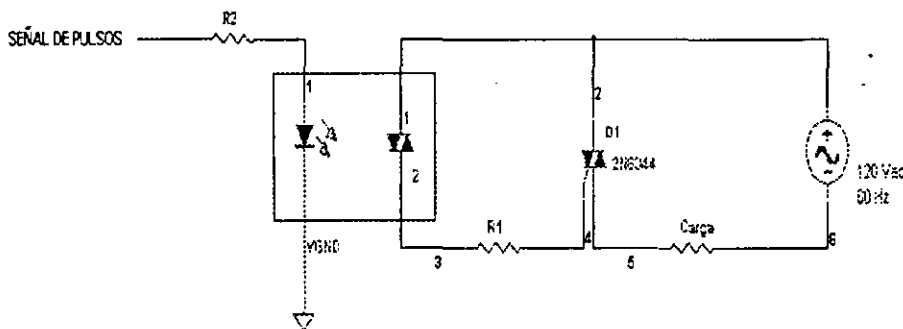 R2
SEÑAL DE PULSOS
1
2
1
D1
2N6344
2
120 Vac
60 Hz
VGND
R1
4
Carga
6
3
5